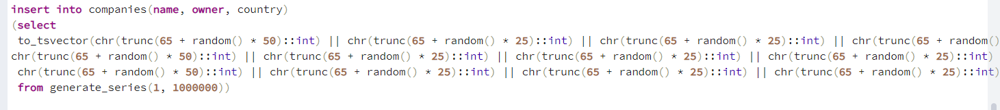 insert into companies(name, owner, country)
(select
to_tsvector(chr(trunc(65 + random() * 50)::int) || chr(trunc(65 + random() * 25)::int) || chr(trunc(65 + random() * 25)::int) || chr(trunc(65 + random()
chr(trunc(65 + random() * 50)::int) || chr(trunc(65 + random() * 25)::int) || chr(trunc(65 + random() * 25)::int) || chr(trunc(65 + random() * 25)::int)
chr(trunc(65 + random() * 50)::int) || chr(trunc(65 + random() * 25)::int) || chr(trunc(65 + random() * 25)::int) || chr(trunc(65 + random() * 25)::int)
from generate_series(1, 1000000))